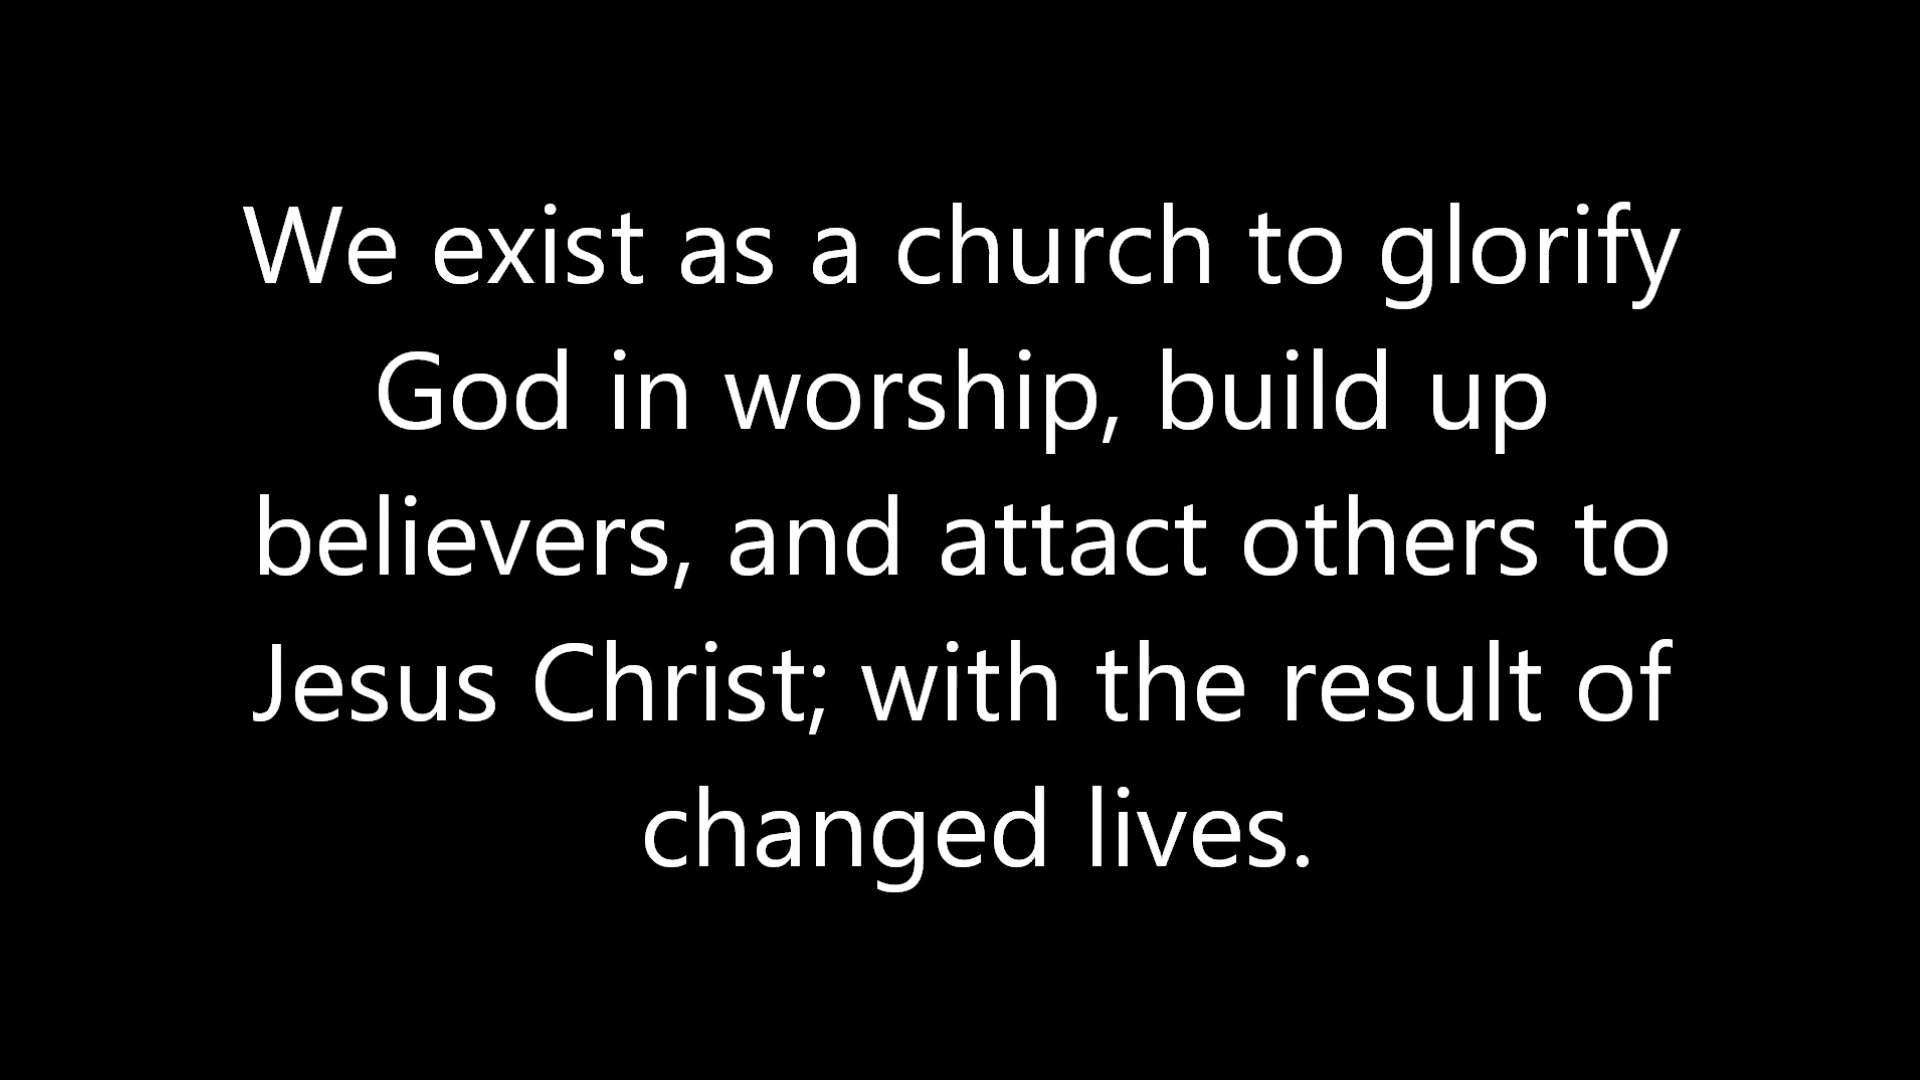 We exist as a church to glorify
God in worship, build up
believers, and attact others to
Jesus Christ; with the result of
changed lives.